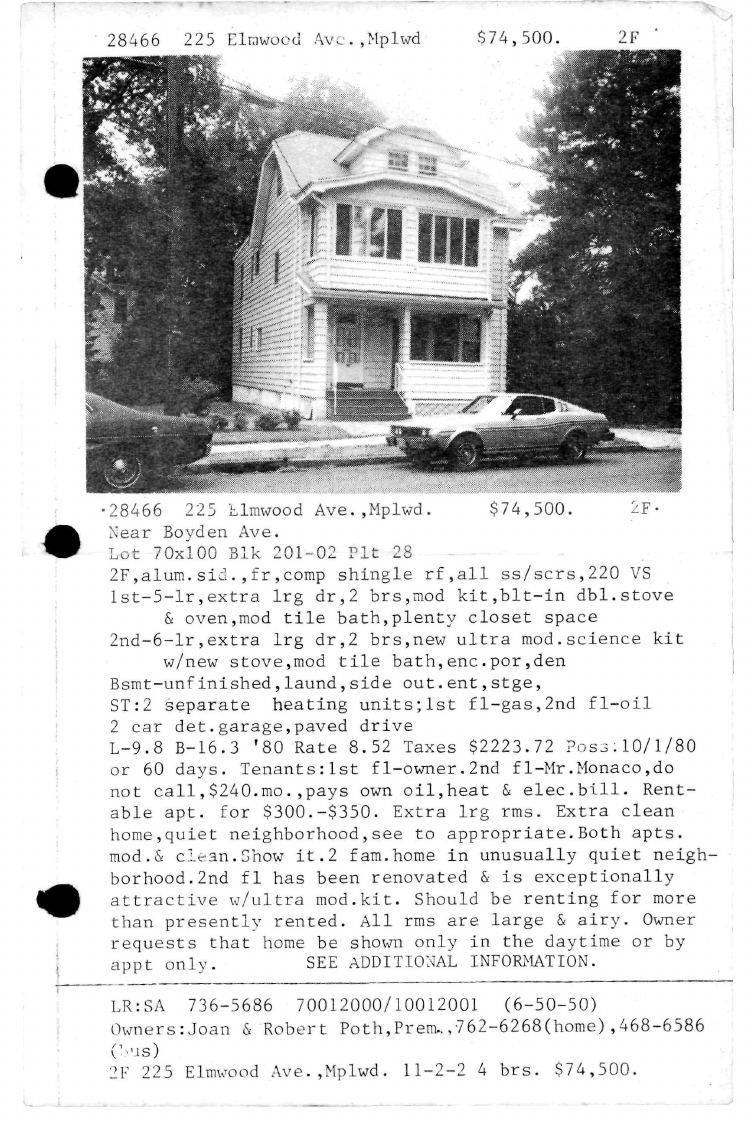 28466 225 Elmwood Ave.,Mplwd $74,500. 2F
28466 225 Elmwood Ave.,Mplwd. $74,500. 2F
Near Boyden Ave.
Lot 70x100 Blk 201-02 Plt 28
2F,alum.sid.,fr,comp shingle rf,all ss/scrs,220 VS
1st-5-lr,extra lrg dr,2 brs,mod kit,blt-in dbl.stove
& oven,mod tile bath,plenty closet space
2nd-6-lr,extra lrg dr,2 brs,new ultra mod.science kit
w/new stove,mod tile bath,enc.por,den
Bsmt-unfinished,laund,side out.ent,stge,
ST:2 separate heating units;1st fl-gas,2nd fl-oil
2 car det.garage,paved drive
L-9.8 B-16.3 '80 Rate 8.52 Taxes $2223.72 Poss.10/1/80
or 60 days. Tenants:1st fl-owner.2nd fl-Mr.Monaco,do
not call,$240.mo.,pays own oil,heat & elec.bill. Rent-
able apt. for $300.-$350. Extra lrg rms. Extra clean
home,quiet neighborhood,see to appropriate.Both apts.
mod.& clean.Show it.2 fam.home in unusually quiet neigh-
borhood.2nd fl has been renovated & is exceptionally
attractive w/ultra mod.kit. Should be renting for more
than presently rented. All rms are large & airy. Owner
requests that home be shown only in the daytime or by
appt only. SEE ADDITIONAL INFORMATION.
LR:SA 736-5686 70012000/10012001 (6-50-50)
Owners:Joan & Robert Poth,Prem.,762-6268(home),468-6586
(bus)
2F 225 Elmwood Ave.,Mplwd. 11-2-2 4 brs. $74,500.